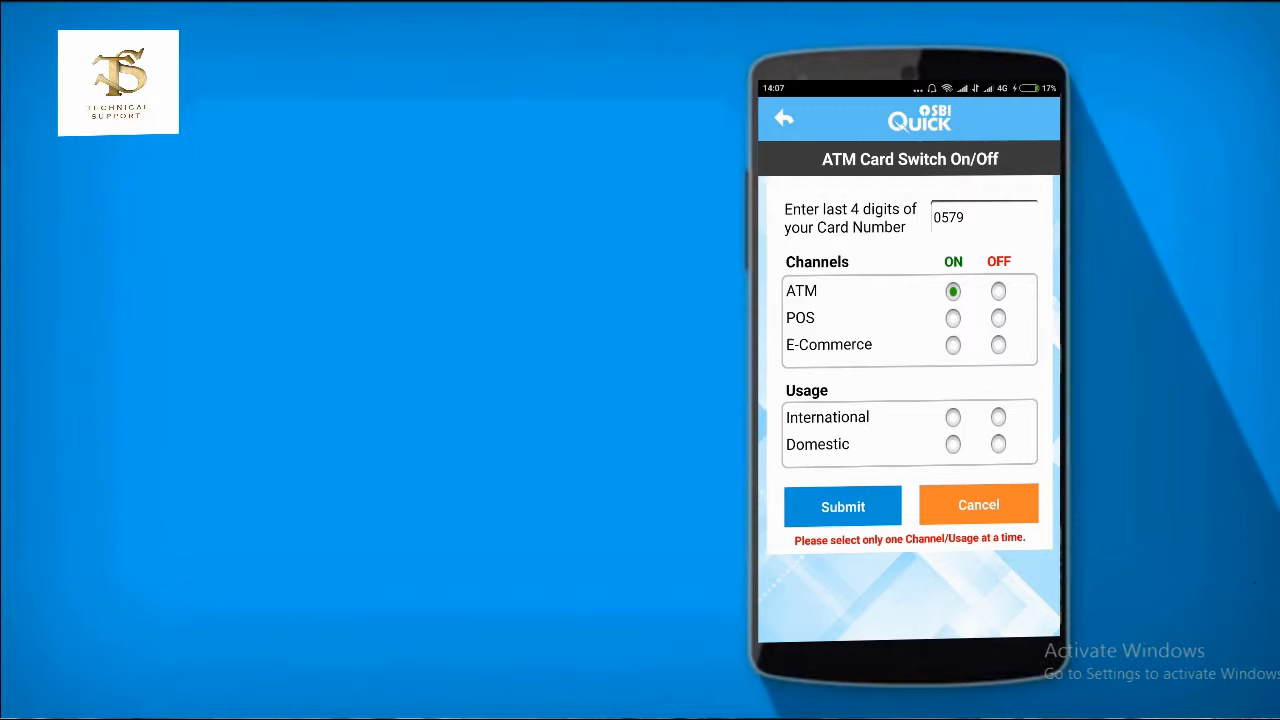 TS
TECHNICAL
SUPPORT
14:07
4G
17%
SBI
QUICK
ATM Card Switch On/Off
Enter last 4 digits of
your Card Number
0579
Channels ON OFF
ATM
POS
E-Commerce
Usage
International
Domestic
Submit Cancel
Please select only one Channel/Usage at a time.
Activate Windows
Go to Settings to activate Windows